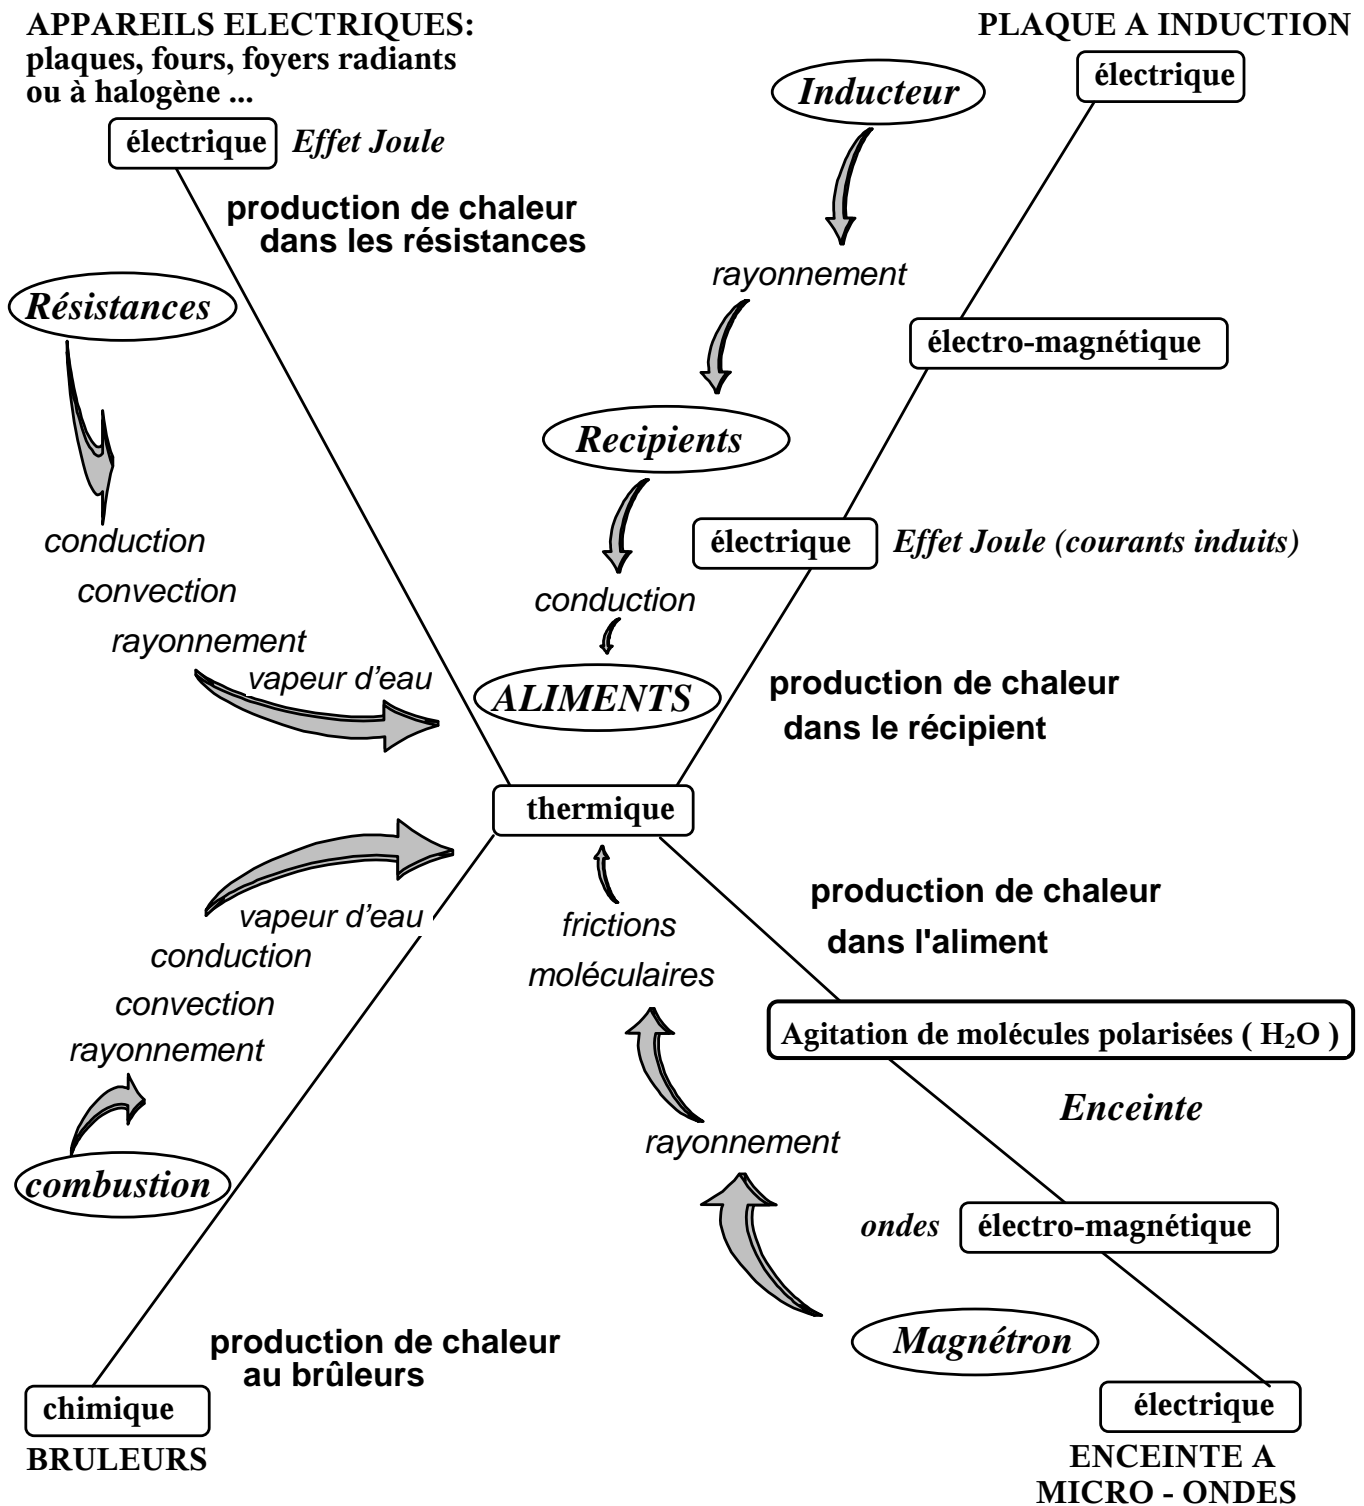 APPAREILS ELECTRIQUES:
plaques, fours, foyers radiants
ou à halogène ...
électrique
Effet Joule
production de chaleur
dans les résistances
Résistances
conduction
convection
rayonnement
vapeur d'eau
PLAQUE A INDUCTION
électrique
Inducteur
rayonnement
électro-magnétique
Recipients
électrique
Effet Joule (courants induits)
conduction
ALIMENTS
production de chaleur
dans le récipient
thermique
vapeur d'eau
conduction
convection
rayonnement
combustion
production de chaleur
au brûleurs
chimique
BRULEURS
frictions
moléculaires
production de chaleur
dans l'aliment
Agitation de molécules polarisées ( H₂O )
Enceinte
rayonnement
ondes
électro-magnétique
Magnétron
électrique
ENCEINTE A
MICRO - ONDES